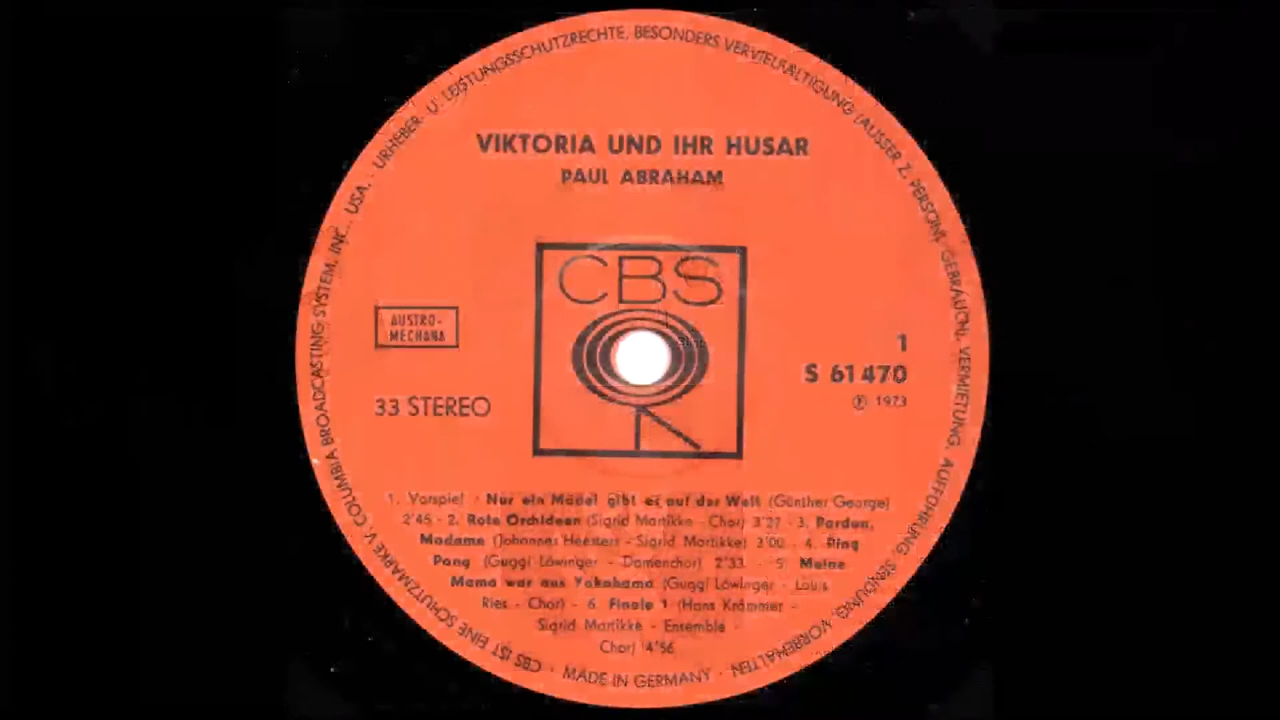 CBS IST EINE SCHUTZMARKE V. COLUMBIA BROADCASTING SYSTEM, INC., USA. · URHEBER- U. LEISTUNGSSCHUTZRECHTE, BESONDERS VERVIELFÄLTIGUNG (AUSSER Z. PERSÖNL. GEBRAUCH), VERMIETUNG, AUFFÜHRUNG, SENDUNG, VORBEHALTEN ·
VIKTORIA UND IHR HUSAR
PAUL ABRAHAM
CBS
AUSTRO-
MECHANA
1
S 61 470
33 STEREO
Ⓟ 1973
1. Vorspiel · Nur ein Mädel gibt es auf der Welt (Günther George)
2'45 - 2. Rote Orchideen (Sigrid Martikke - Chor) 3'27 - 3. Pardon,
Madame (Johannes Heesters - Sigrid Martikke) 3'00 - 4. Ping
Pong (Guggi Löwinger - Damenchor) 2'33 - 5. Meine
Mama war aus Yokohama (Guggi Löwinger - Louis
Ries - Chor) - 6. Finale 1 (Hans Krämmer -
Sigrid Martikke - Ensemble -
Chor) 4'56
MADE IN GERMANY